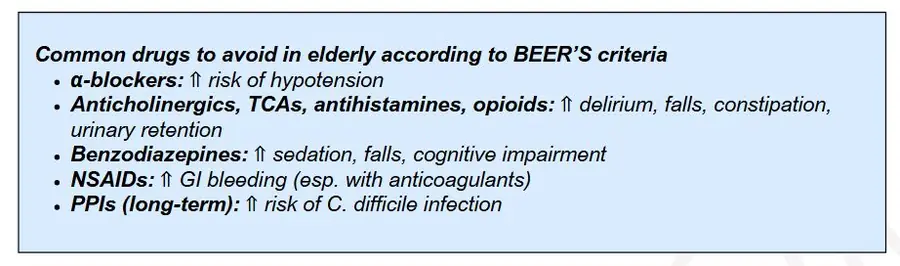 Common drugs to avoid in elderly according to BEER'S criteria
• α-blockers: ⇑ risk of hypotension
• Anticholinergics, TCAs, antihistamines, opioids: ⇑ delirium, falls, constipation,
urinary retention
• Benzodiazepines: ⇑ sedation, falls, cognitive impairment
• NSAIDs: ⇑ GI bleeding (esp. with anticoagulants)
• PPIs (long-term): ⇑ risk of C. difficile infection